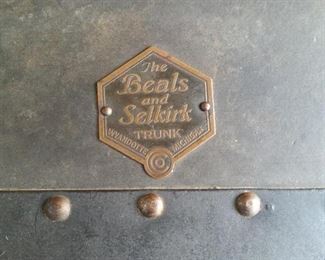 The
Beals
and
Selkirk
TRUNK
WYANDOTTE MICHIGAN